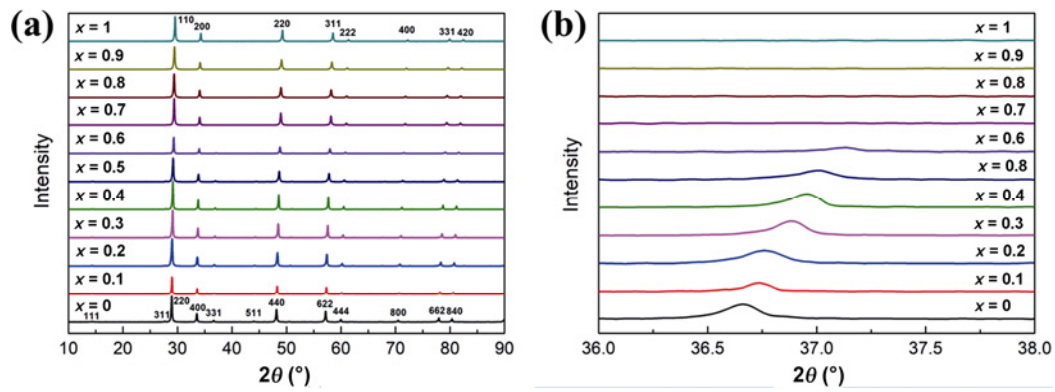 (a)
Intensity
x = 1
x = 0.9
x = 0.8
x = 0.7
x = 0.6
x = 0.5
x = 0.4
x = 0.3
x = 0.2
x = 0.1
x = 0
110 200 220 311 222 400 331 420
111 311 220 400 331 511 440 622 444 800 662 840
10 20 30 40 50 60 70 80 90
2θ (°)
(b)
Intensity
x = 1
x = 0.9
x = 0.8
x = 0.7
x = 0.6
x = 0.8
x = 0.4
x = 0.3
x = 0.2
x = 0.1
x = 0
36.0 36.5 37.0 37.5 38.0
2θ (°)